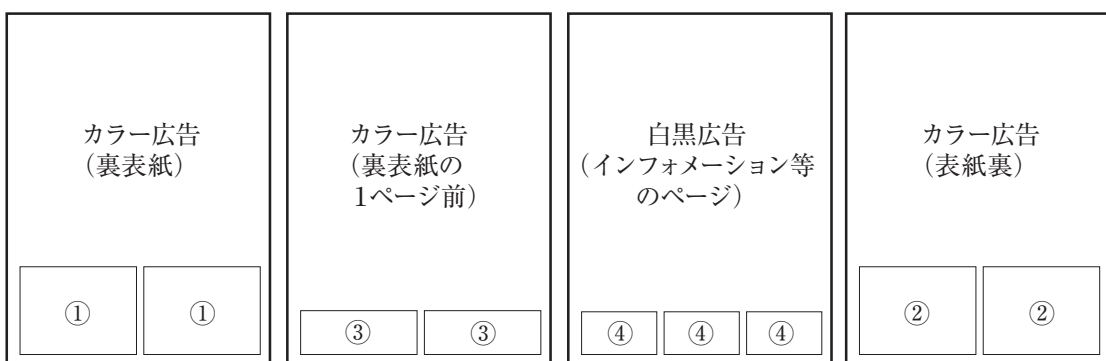 カラー広告
（裏表紙）
① ①
カラー広告
（裏表紙の
1ページ前）
③ ③
白黒広告
（インフォメーション等
のページ）
④ ④ ④
カラー広告
（表紙裏）
② ②